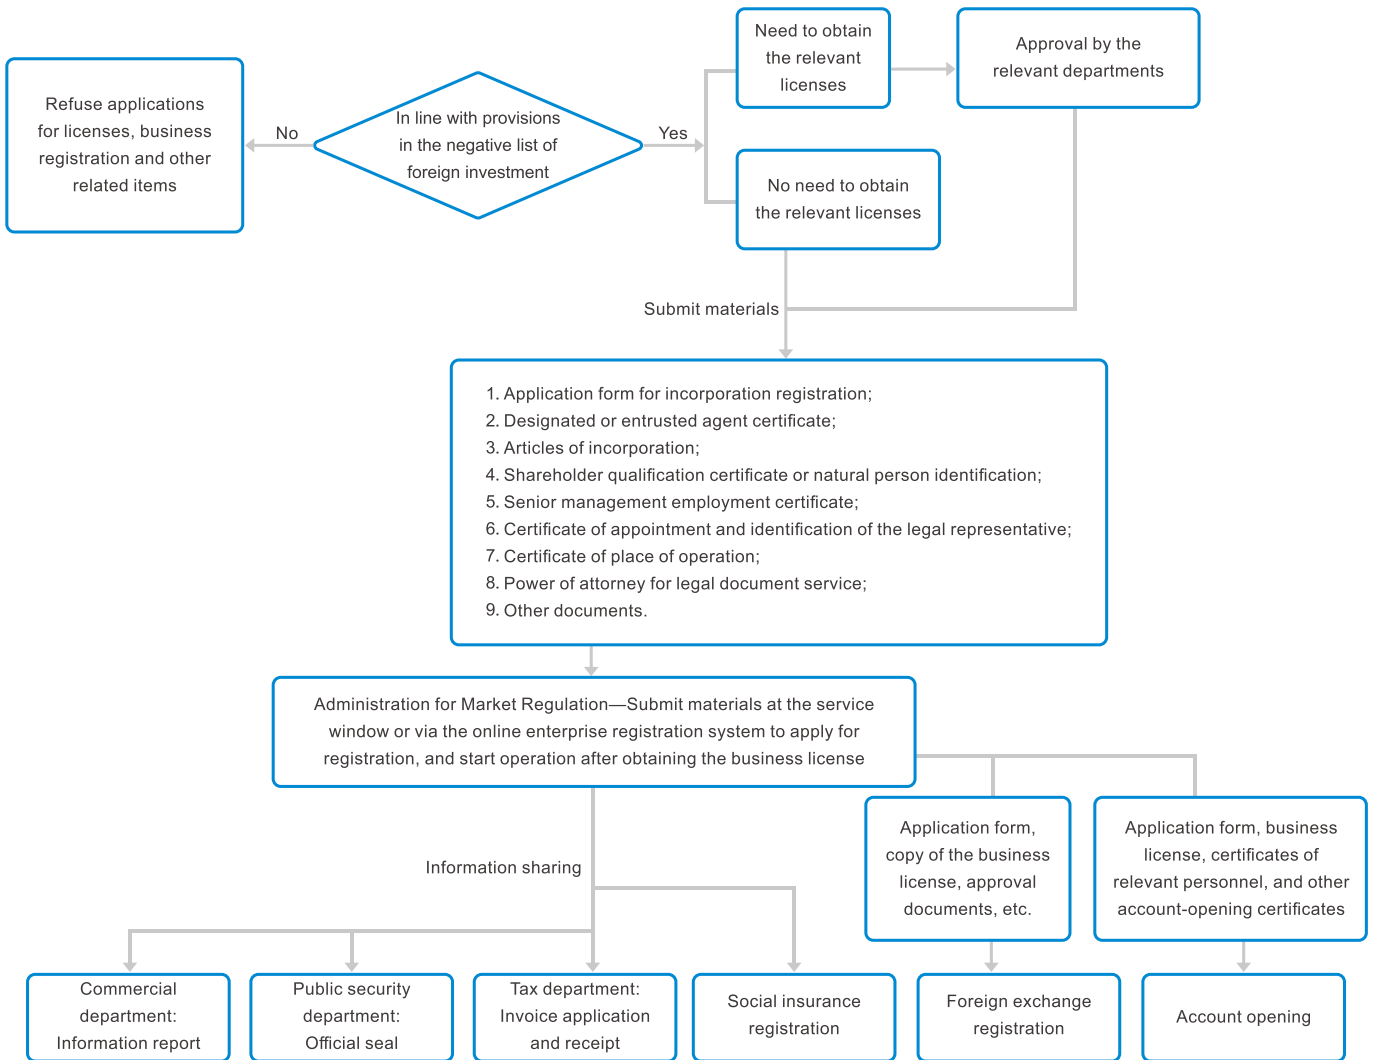 Need to obtain
the relevant
licenses
Approval by the
relevant departments
Refuse applications
for licenses, business
registration and other
related items
No
In line with provisions
in the negative list of
foreign investment
Yes
No need to obtain
the relevant licenses
Submit materials
1. Application form for incorporation registration;
2. Designated or entrusted agent certificate;
3. Articles of incorporation;
4. Shareholder qualification certificate or natural person identification;
5. Senior management employment certificate;
6. Certificate of appointment and identification of the legal representative;
7. Certificate of place of operation;
8. Power of attorney for legal document service;
9. Other documents.
Administration for Market Regulation—Submit materials at the service
window or via the online enterprise registration system to apply for
registration, and start operation after obtaining the business license
Information sharing
Application form,
copy of the business
license, approval
documents, etc.
Application form, business
license, certificates of
relevant personnel, and other
account-opening certificates
Commercial
department:
Information report
Public security
department:
Official seal
Tax department:
Invoice application
and receipt
Social insurance
registration
Foreign exchange
registration
Account opening